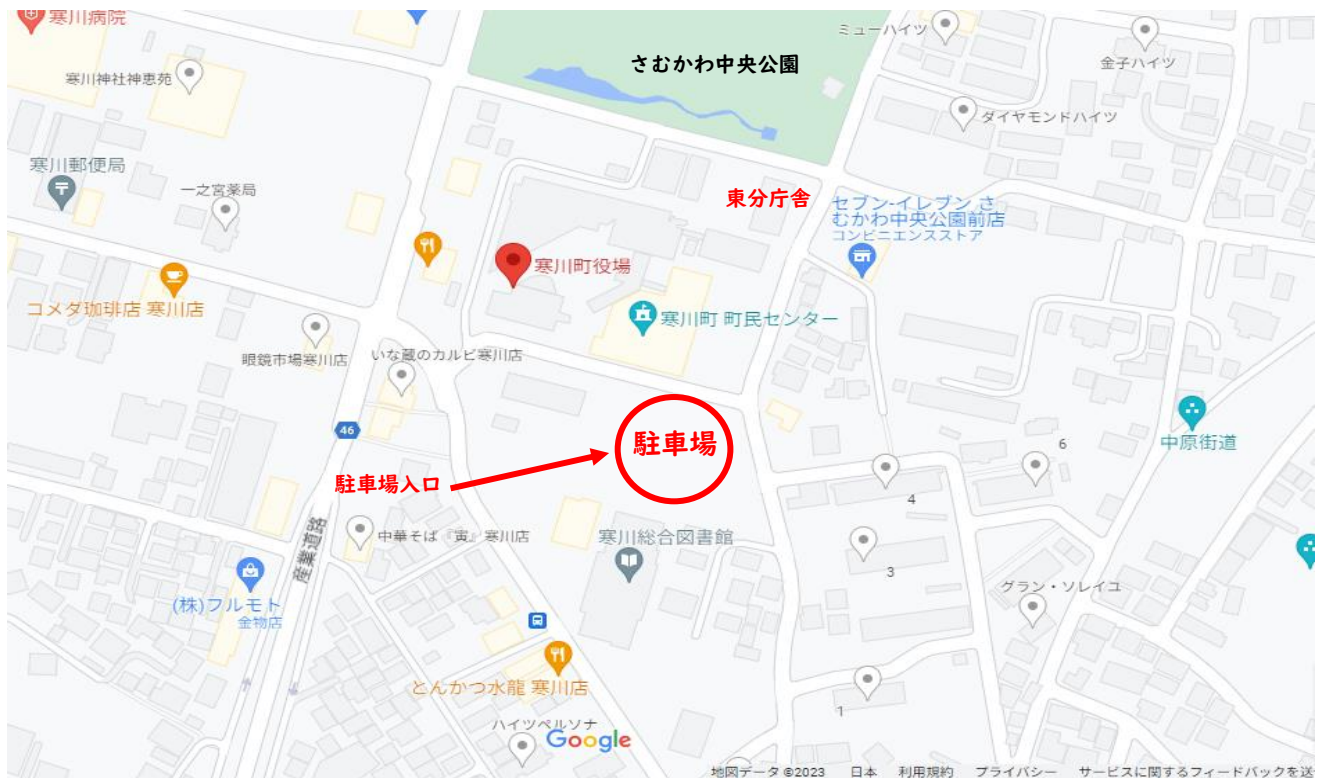 寒川病院
ミューハイツ
さむかわ中央公園
金子ハイツ
寒川神社神恵苑
ダイヤモンドハイツ
寒川郵便局
一之宮薬局
東分庁舎
セブン-イレブン さ
むかわ中央公園前店
コンビニエンスストア
寒川町役場
コメダ珈琲店 寒川店
寒川町 町民センター
眼鏡市場寒川店
いな蔵のカルビ寒川店
46
駐車場
6
中原街道
駐車場入口
4
産業道路
中華そば『寅』寒川店
寒川総合図書館
3
グラン・ソレイユ
(株)フルモト
金物店
とんかつ水龍 寒川店
1
ハイツペルソナ
Google
地図データ ©2023 日本 利用規約 プライバシー サービスに関するフィードバックを送